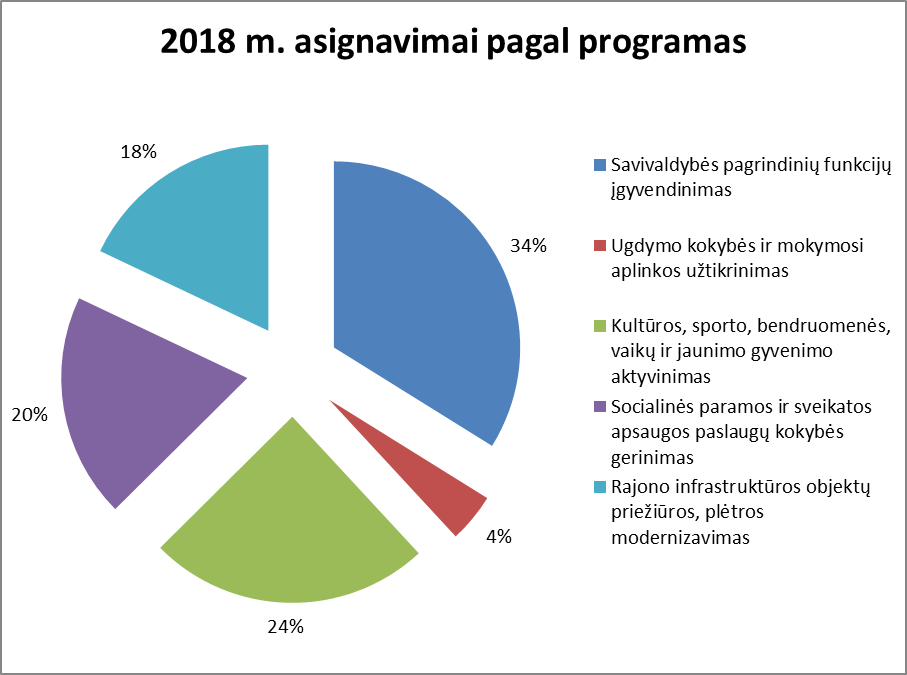 2018 m. asignavimai pagal programas
18%
34%
20%
4%
24%
Savivaldybės pagrindinių funkcijų
įgyvendinimas
Ugdymo kokybės ir mokymosi
aplinkos užtikrinimas
Kultūros, sporto, bendruomenės,
vaikų ir jaunimo gyvenimo
aktyvinimas
Socialinės paramos ir sveikatos
apsaugos paslaugų kokybės
gerinimas
Rajono infrastruktūros objektų
priežiūros, plėtros
modernizavimas